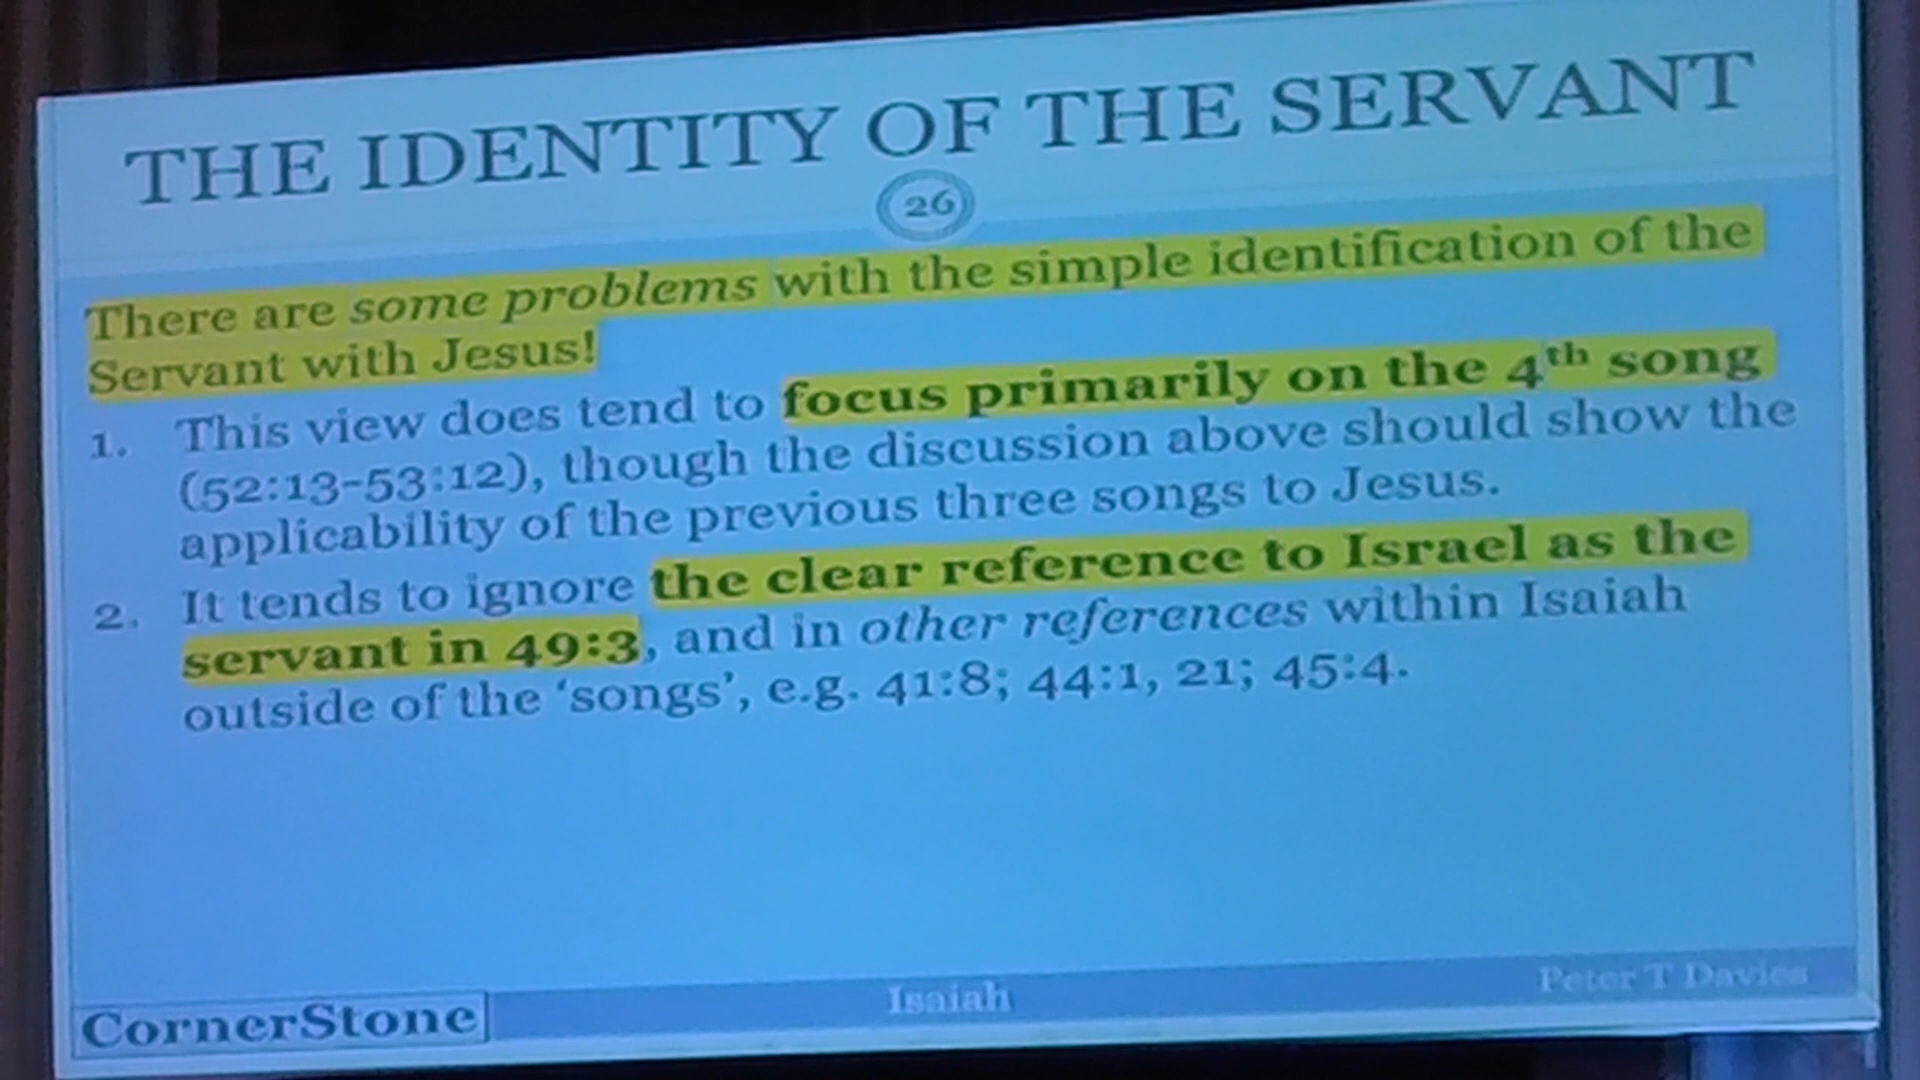 THE IDENTITY OF THE SERVANT
26
There are some problems with the simple identification of the
Servant with Jesus!
1. This view does tend to focus primarily on the 4th song
(52:13-53:12), though the discussion above should show the
applicability of the previous three songs to Jesus.
2. It tends to ignore the clear reference to Israel as the
servant in 49:3, and in other references within Isaiah
outside of the ‘songs’, e.g. 41:8; 44:1, 21; 45:4.
CornerStone
Isaiah
Peter T Davies